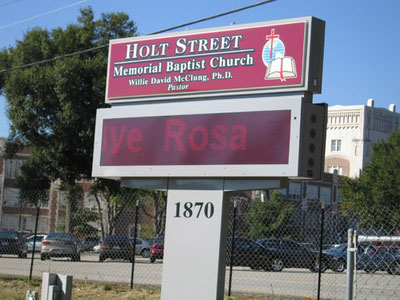 HOLT STREET
Memorial Baptist Church
Willie David McClung, Ph.D.
Pastor
ye Rosa
1870